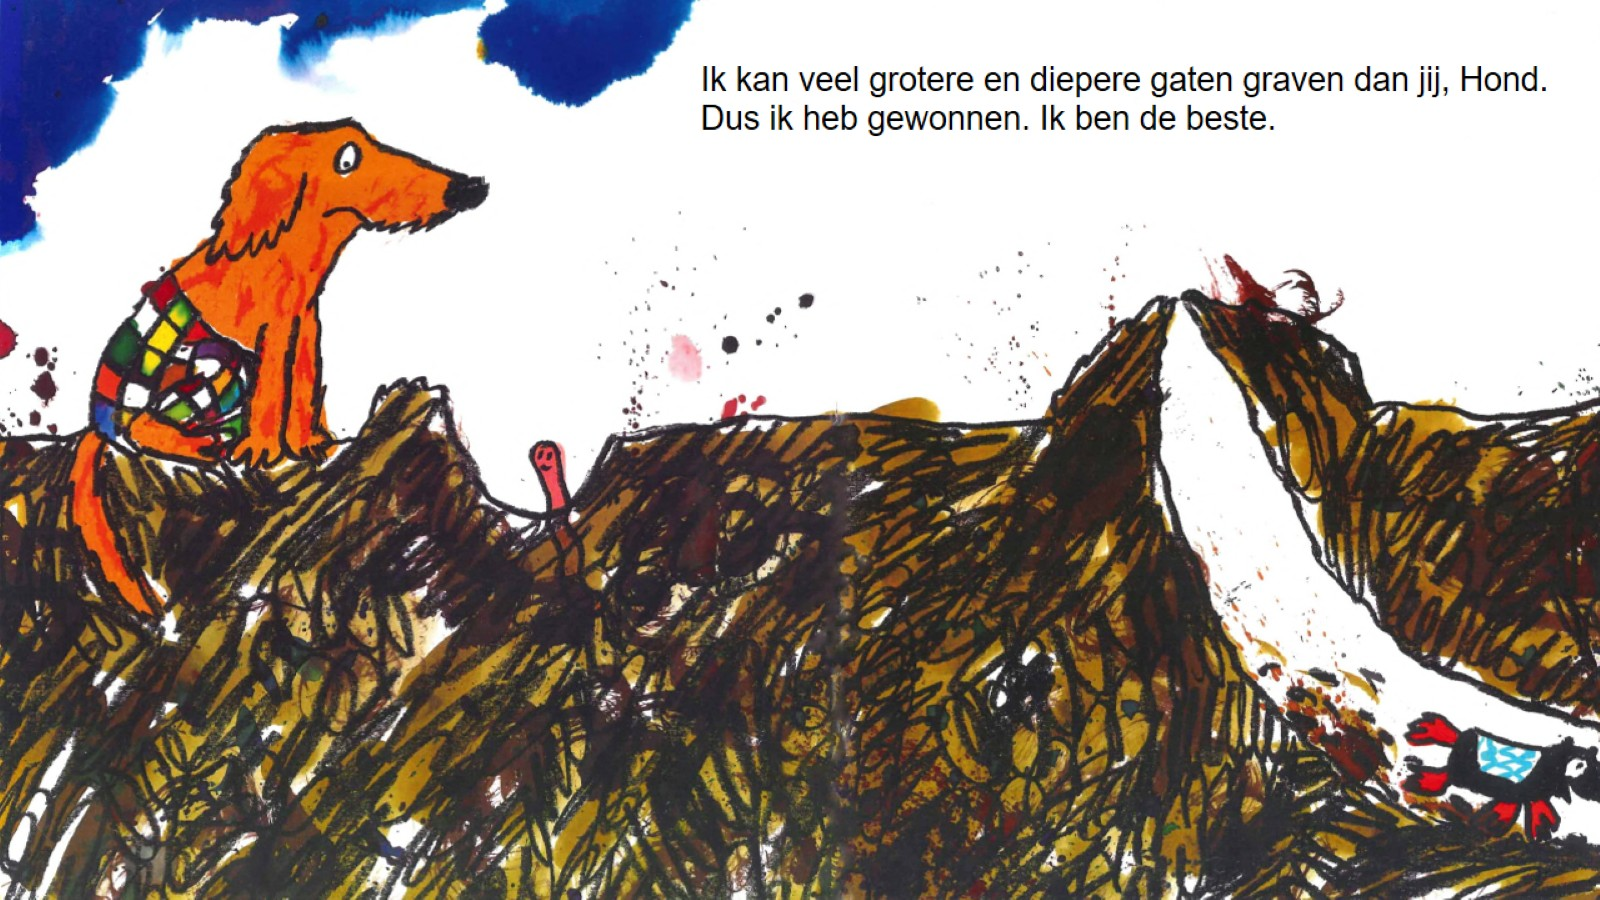 Ik kan veel grotere en diepere gaten graven dan jij, Hond.
Dus ik heb gewonnen. Ik ben de beste.